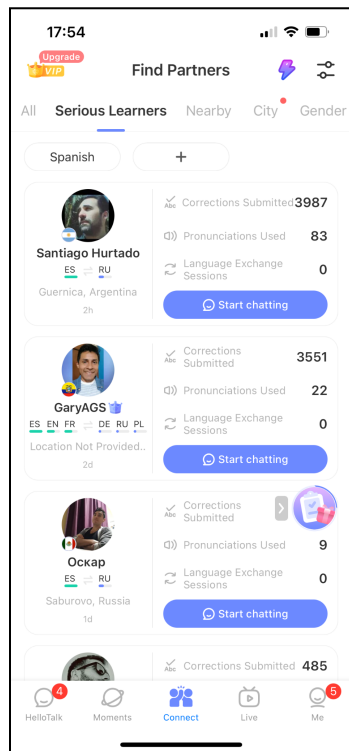 17:54
Upgrade
VIP
Find Partners
All Serious Learners Nearby City Gender
Spanish +
Santiago Hurtado
ES RU
Guernica, Argentina
2h
Abc Corrections Submitted 3987
Pronunciations Used 83
Language Exchange
Sessions 0
Start chatting
GaryAGS
ES EN FR DE RU PL
Location Not Provided..
2d
Abc Corrections
Submitted 3551
Pronunciations Used 22
Language Exchange
Sessions 0
Start chatting
Оскар
ES RU
Saburovo, Russia
1d
Abc Corrections
Submitted
Pronunciations Used 9
Language Exchange
Sessions 0
Start chatting
Abc Corrections Submitted 485
4 5
HelloTalk Moments Connect Live Me